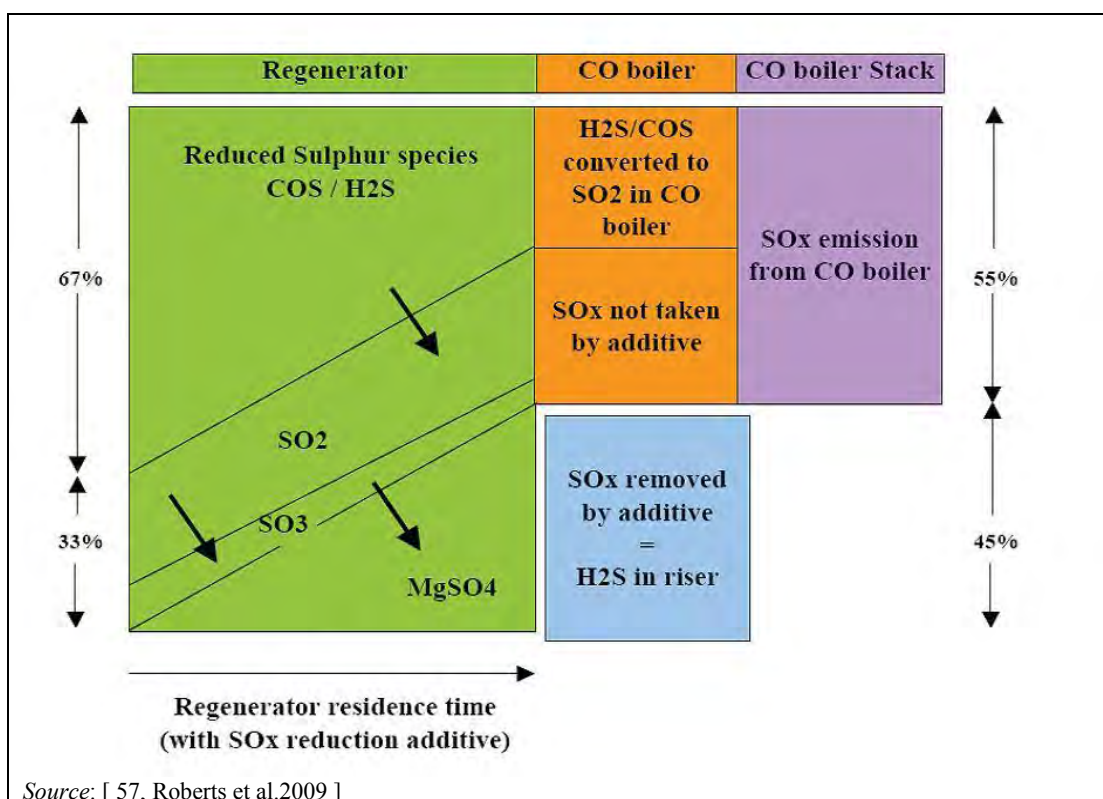 Regenerator
CO boiler
CO boiler Stack
Reduced Sulphur species
COS / H2S
H2S/COS
converted to
SO2 in CO
boiler
SOx emission
from CO boiler
67%
55%
SOx not taken
by additive
SO2
SO3
33%
MgSO4
SOx removed
by additive
=
H2S in riser
45%
Regenerator residence time
(with SOx reduction additive)
Source: [ 57, Roberts et al.2009 ]